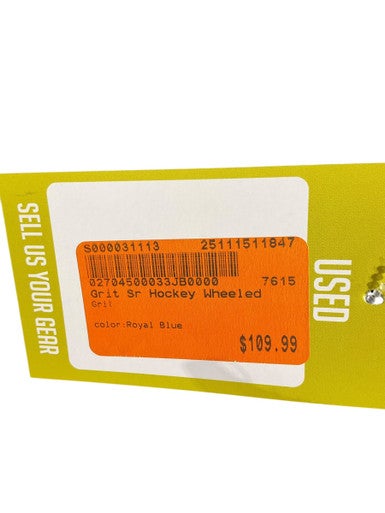 SELL US YOUR GEAR
S000031113 25111511847
02704500033JB0000 7615
Grit Sr Hockey Wheeled
Grit
color:Royal Blue
$109.99
USED